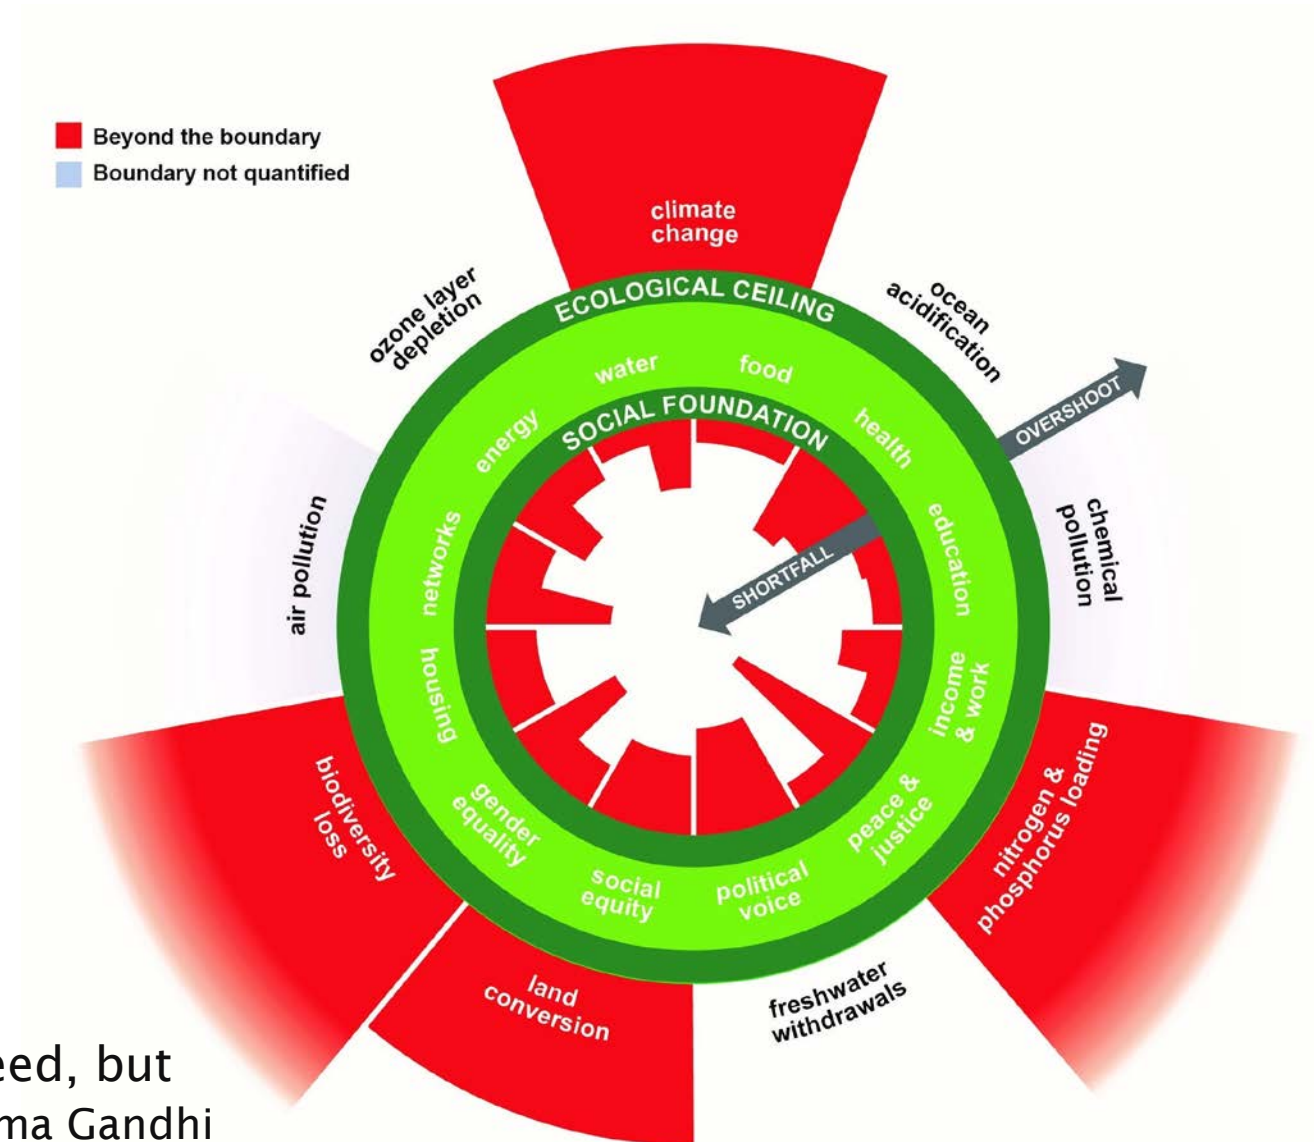 Beyond the boundary
Boundary not quantified
climate
change
ozone layer
depletion
ocean
acidification
ECOLOGICAL CEILING
OVERSHOOT
water
food
energy
health
SOCIAL FOUNDATION
networks
education
SHORTFALL
air pollution
chemical
pollution
housing
income
& work
biodiversity
loss
nitrogen &
phosphorus loading
gender
equality
peace &
justice
social
equity
political
voice
land
conversion
freshwater
withdrawals
but
Gandhi